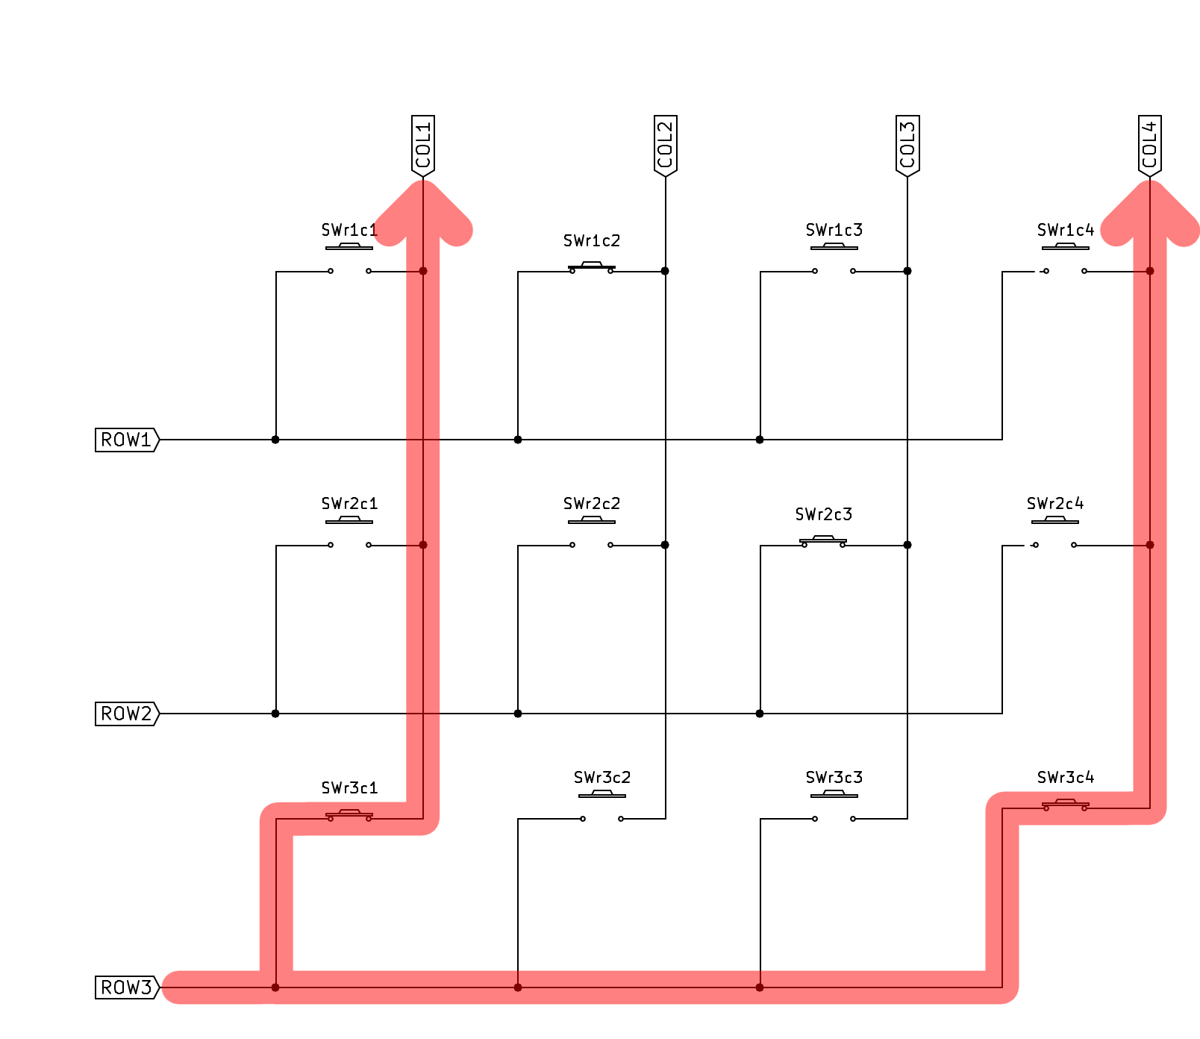 COL1 COL2 COL3 COL4
SWr1c1 SWr1c2 SWr1c3 SWr1c4
ROW1
SWr2c1 SWr2c2 SWr2c3 SWr2c4
ROW2
SWr3c1 SWr3c2 SWr3c3 SWr3c4
ROW3